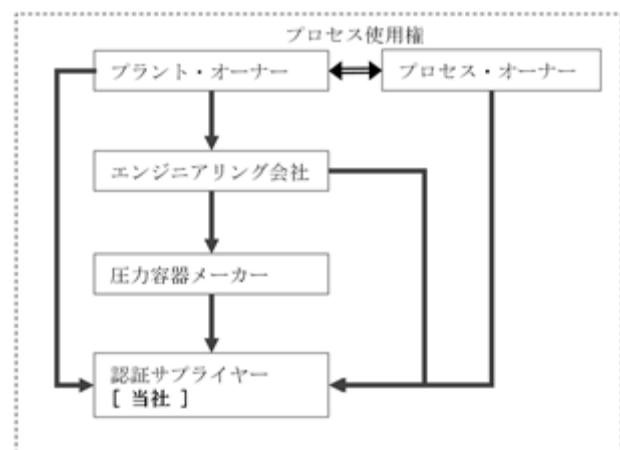 プロセス使用権
プラント・オーナー
プロセス・オーナー
エンジニアリング会社
圧力容器メーカー
認証サプライヤー
[ 当社 ]